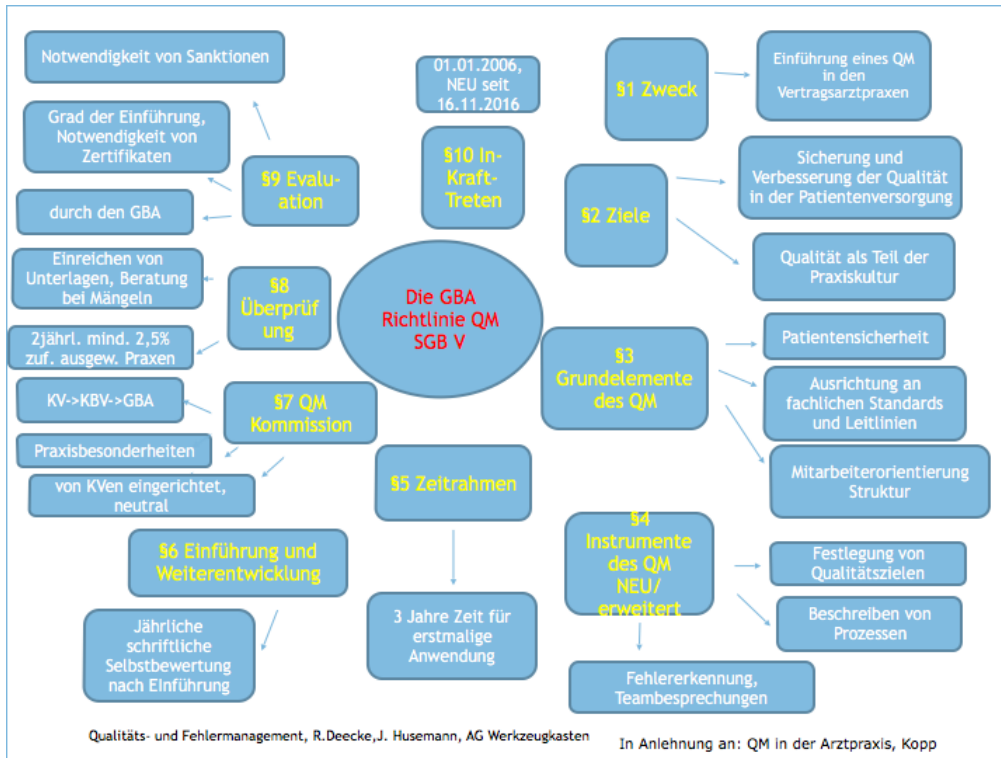 Die GBA
Richtlinie QM
SGB V
§1 Zweck
Einführung eines QM
in den
Vertragsarztpraxen
§2 Ziele
Sicherung und
Verbesserung der Qualität
in der Patientenversorgung
Qualität als Teil der
Praxiskultur
§3
Grundelemente
des QM
Patientensicherheit
Ausrichtung an
fachlichen Standards
und Leitlinien
Mitarbeiterorientierung
Struktur
§4
Instrumente
des QM
NEU/
erweitert
Festlegung von
Qualitätszielen
Beschreiben von
Prozessen
Fehlererkennung,
Teambesprechungen
§5 Zeitrahmen
3 Jahre Zeit für
erstmalige
Anwendung
§6 Einführung und
Weiterentwicklung
Jährliche
schriftliche
Selbstbewertung
nach Einführung
§7 QM
Kommission
KV->KBV->GBA
Praxisbesonderheiten
von KVen eingerichtet,
neutral
§8
Überprüf
ung
Einreichen von
Unterlagen, Beratung
bei Mängeln
2jährl. mind. 2,5%
zuf. ausgew. Praxen
§9 Evalu-
ation
Notwendigkeit von Sanktionen
Grad der Einführung,
Notwendigkeit von
Zertifikaten
durch den GBA
§10 In-
Kraft-
Treten
01.01.2006,
NEU seit
16.11.2016
Qualitäts- und Fehlermanagement, R.Deecke,J. Husemann, AG Werkzeugkasten
In Anlehnung an: QM in der Arztpraxis, Kopp